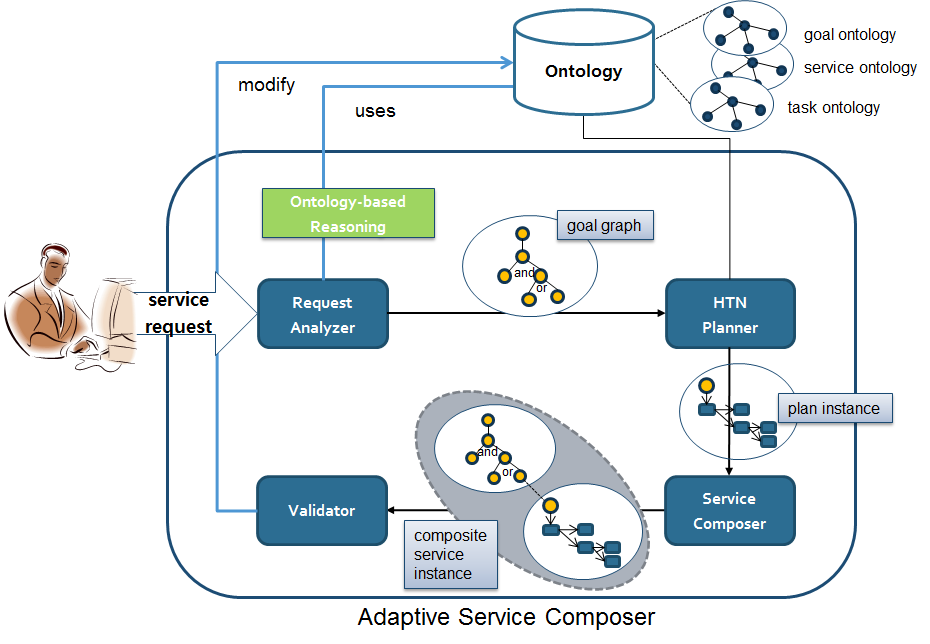 goal ontology
service ontology
task ontology
Ontology
modify
uses
Ontology-based
Reasoning
goal graph
and
or
service
request
Request
Analyzer
HTN
Planner
plan instance
and
or
Validator
composite
service
instance
Service
Composer
Adaptive Service Composer